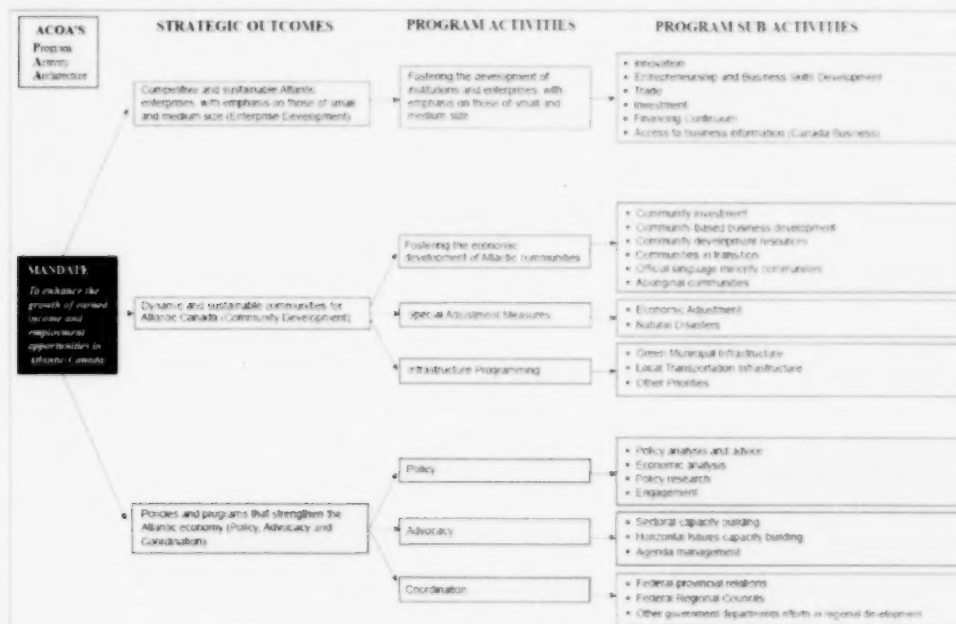 ACOA'S
Program
Activity
Architecture
STRATEGIC OUTCOMES
PROGRAM ACTIVITIES
PROGRAM SUB ACTIVITIES
Competitive and sustainable Atlantic
enterprises, with emphasis on those of small
and medium size (Enterprise Development)
Fostering the development of
institutions and enterprises, with
emphasis on those of small and
medium size
• Innovation
• Entrepreneurship and Business Skills Development
• Trade
• Investment
• Financing Continuum
• Access to business information (Canada Business)
MANDATE
To enhance the
growth of earned
income and
employment
opportunities in
Atlantic Canada
Dynamic and sustainable communities for
Atlantic Canada (Community Development)
Fostering the economic
development of Atlantic communities
• Community investment
• Community-based business development
• Community development resources
• Communities in transition
• Official language minority communities
• Aboriginal communities
Special Adjustment Measures
• Economic Adjustment
• Natural Disasters
Infrastructure Programming
• Green Municipal Infrastructure
• Local Transportation Infrastructure
• Other Priorities
Policies and programs that strengthen the
Atlantic economy (Policy, Advocacy and
Coordination)
Policy
• Policy analysis and advice
• Economic analysis
• Policy research
• Engagement
Advocacy
• Sectoral capacity building
• Horizontal Issues capacity building
• Agenda management
Coordination
• Federal-provincial relations
• Federal Regional Councils
• Other government departments efforts in regional development